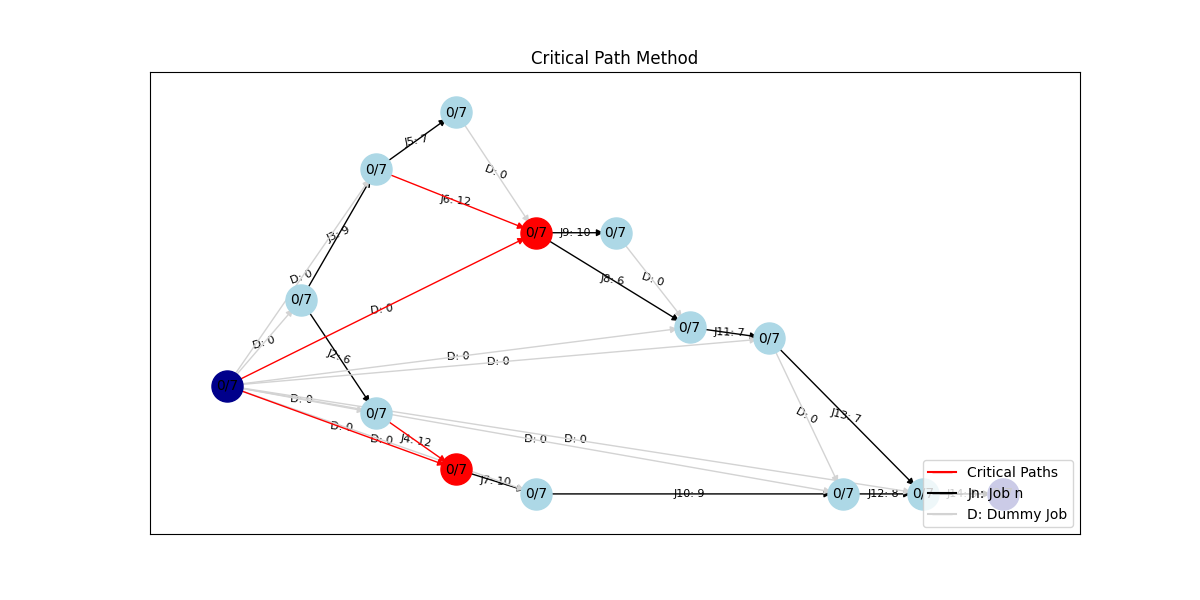 Critical Path Method
0/7
J5: 7
0/7
D: 0
J6: 12
J3: 9
0/7
J9: 10
0/7
D: 0
0/7
D: 0
J8: 6
D: 0
0/7
J11: 7
0/7
D: 0
J2: 6
D: 0
D: 0
0/7
D: 0
0/7
D: 0
J13: 7
D: 0
D: 0
J4: 12
D: 0
D: 0
0/7
J7: 10
0/7
J10: 9
0/7
J12: 8
Critical Paths
Jn: Job n
D: Dummy Job